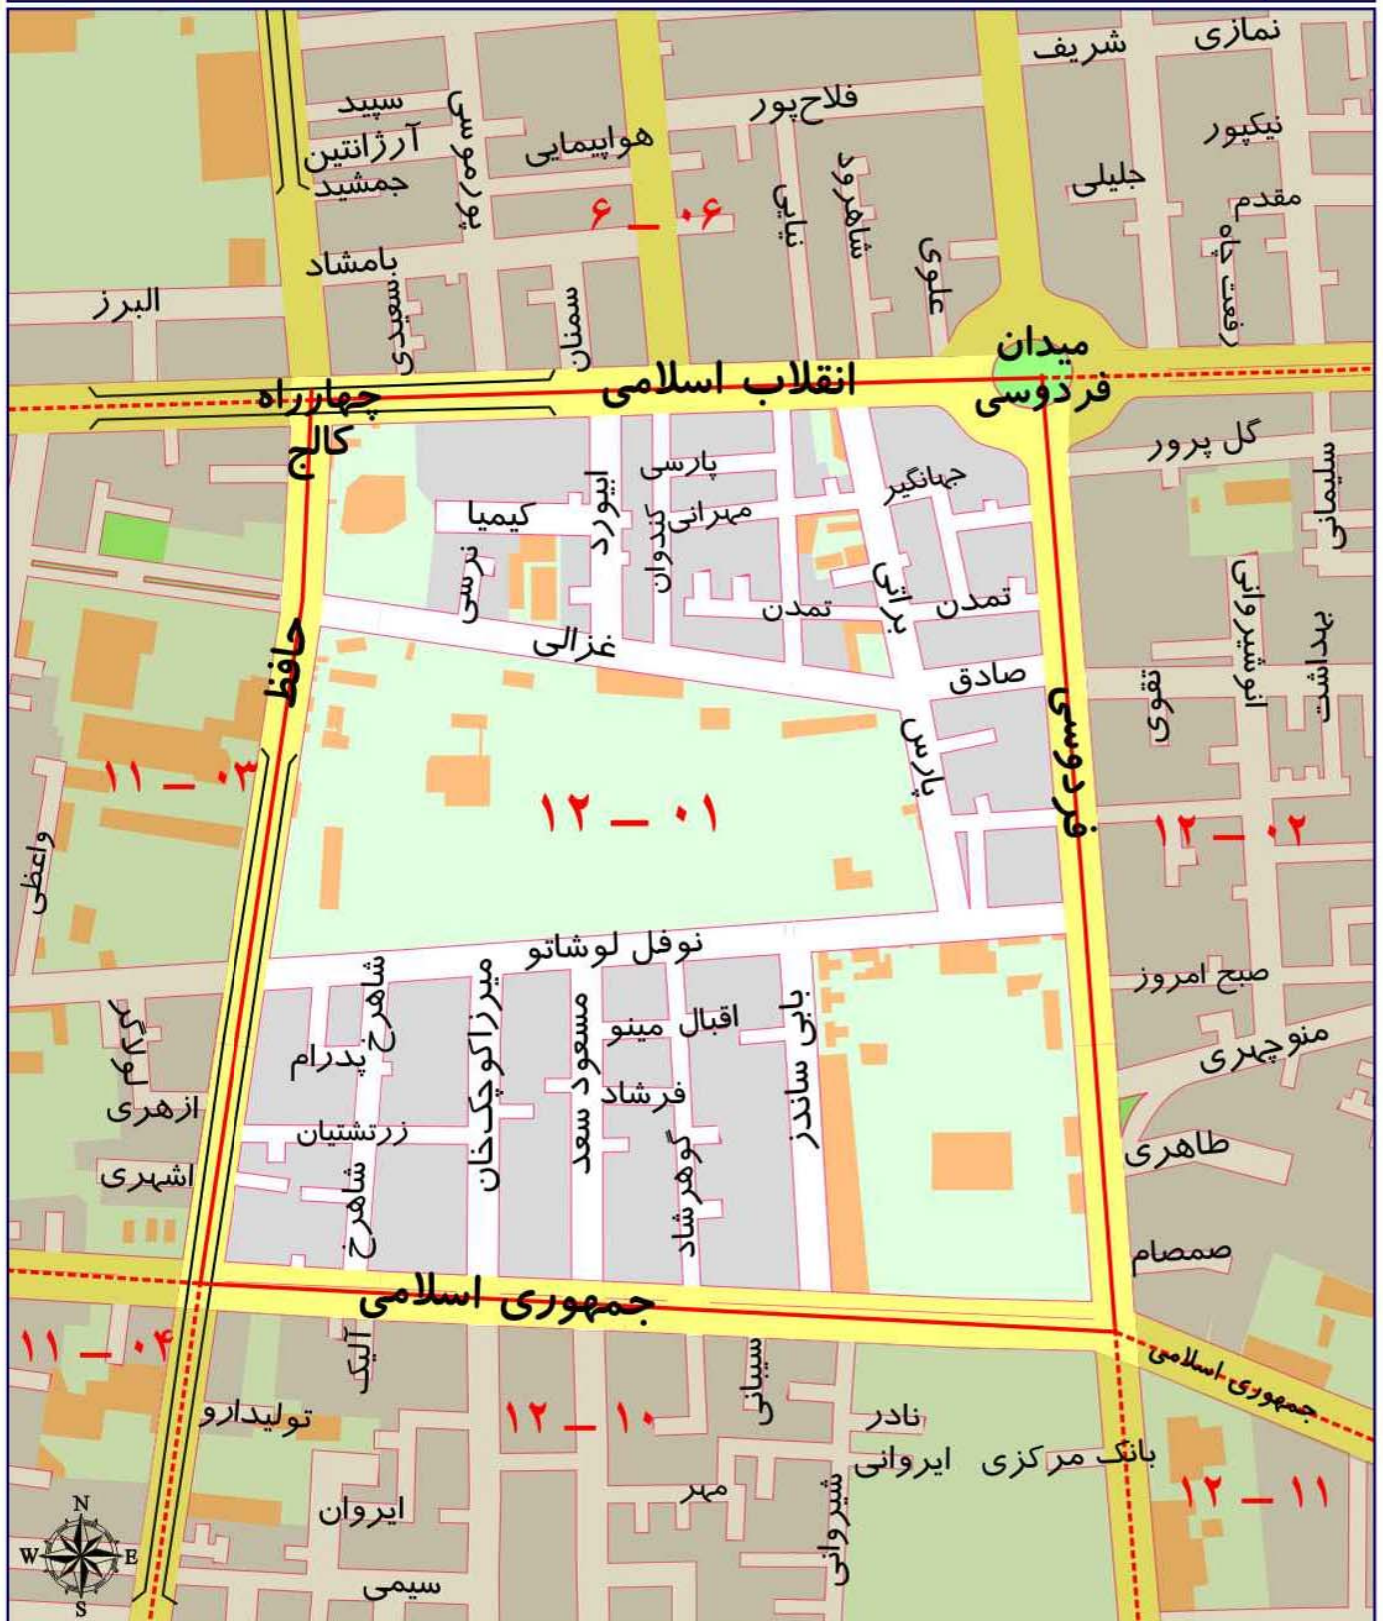 نمازی
شریف
سپید
پورموسی
فلاح‌پور
آرژانتین
هواپیمایی
نیکپور
جمشید
نیایی
شاهرود
جلیلی
مقدم
۶ – ۰۶
علوی
رفعت جاه
بامشاد
سعیدی
سمنان
البرز
میدان
فردوسی
انقلاب اسلامی
چهارراه
کالج
گل پرور
سلیمانی
پارسی
ابیورد
جهانگیر
کیمیا
مهرانی
کندوان
نرسی
براتی
تمدن
تمدن
انوشیروانی
بهداشت
غزالی
حافظ
صادق
تقوی
فردوسی
پارس
۱۱ – ۰۳
۱۲ – ۰۱
۱۲ – ۰۲
واعظی
نوفل لوشاتو
صبح امروز
شاهرخ
میرزاکوچک‌خان
مسعود سعد
اقبال مینو
بابی ساندز
لولاگر
پدرام
منوچهری
فرشاد
ازهری
زرتشتیان
گوهرشاد
طاهری
اشهری
شاهرخ
صمصام
جمهوری اسلامی
۱۱ – ۰۴
آلیک
سیبانی
جمهوری اسلامی
تولیدارو
۱۲ – ۱۰
نادر
بانک مرکزی
ایروانی
۱۲ – ۱۱
مهر
شیروانی
ایروان
سیمی
N
W
E
S